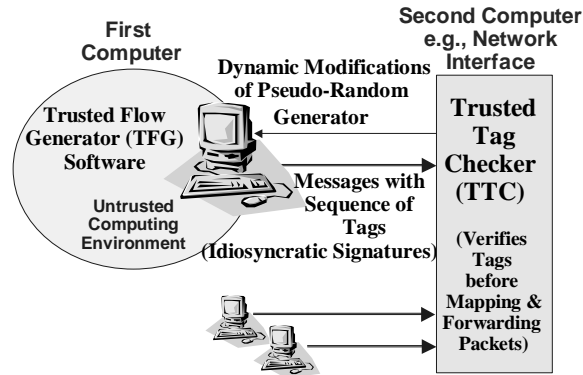 First
Computer
Second Computer
e.g., Network
Interface
Dynamic Modifications
of Pseudo-Random
Generator
Trusted Flow
Generator (TFG)
Software
Untrusted
Computing
Environment
Messages with
Sequence of
Tags
(Idiosyncratic Signatures)
Trusted
Tag
Checker
(TTC)
(Verifies
Tags
before
Mapping &
Forwarding
Packets)